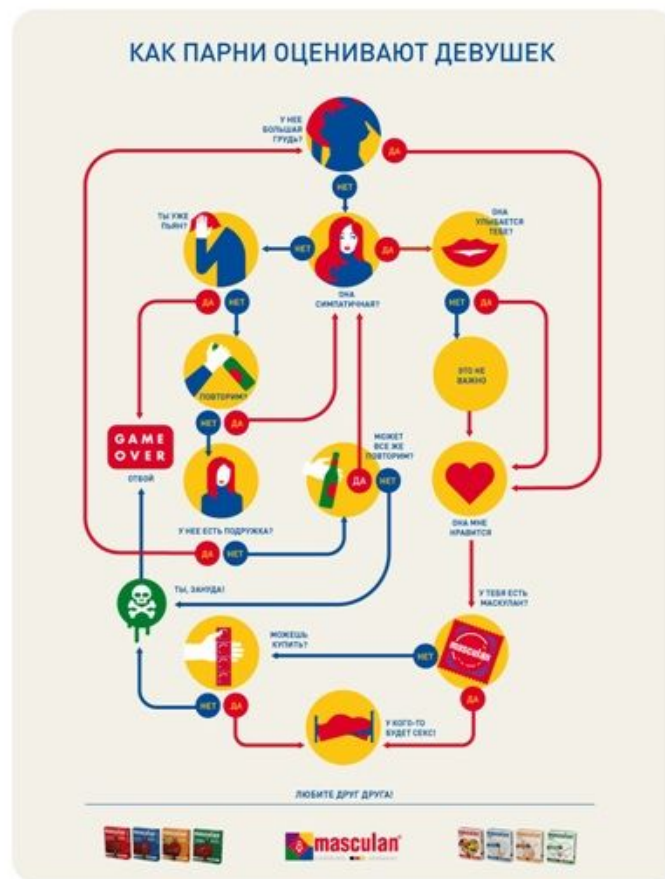 КАК ПАРНИ ОЦЕНИВАЮТ ДЕВУШЕК
У НЕЕ
БОЛЬШАЯ
ГРУДЬ?
ДА
НЕТ
ТЫ УЖЕ
ПЬЯН?
НЕТ
ДА
ОНА
УЛЫБАЕТСЯ
ТЕБЕ?
ОНА
СИМПАТИЧНАЯ?
ДА
НЕТ
НЕТ
ДА
ПОВТОРИМ?
ЭТО НЕ
ВАЖНО
НЕТ
ДА
GAME
OVER
ОТБОЙ
МОЖЕТ
ВСЕ ЖЕ
ПОВТОРИМ?
ДА
НЕТ
ОНА МНЕ
НРАВИТСЯ
У НЕЕ ЕСТЬ ПОДРУЖКА?
ДА
НЕТ
ТЫ, ЗАНУДА!
У ТЕБЯ ЕСТЬ
МАСКУЛАН?
МОЖЕШЬ
КУПИТЬ?
НЕТ
masculan
НЕТ
ДА
ДА
У КОГО-ТО
БУДЕТ СЕКС!
ЛЮБИТЕ ДРУГ ДРУГА!
masculan